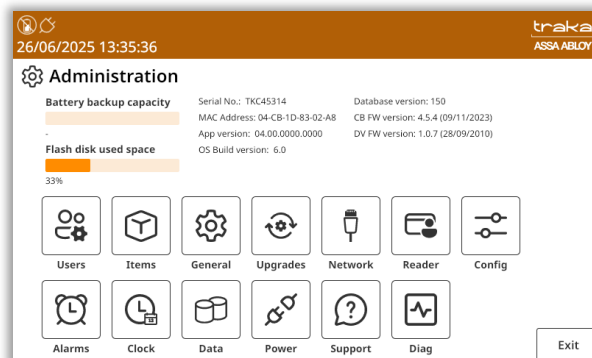 traka
ASSA ABLOY
26/06/2025 13:35:36
Administration
Battery backup capacity
-
Flash disk used space
33%
Serial No.: TKC45314
MAC Address: 04-CB-1D-83-02-A8
App version: 04.00.0000.0000
OS Build version: 6.0
Database version: 150
CB FW version: 4.5.4 (09/11/2023)
DV FW version: 1.0.7 (28/09/2010)
Users
Items
General
Upgrades
Network
Reader
Config
Alarms
Clock
Data
Power
Support
Diag
Exit